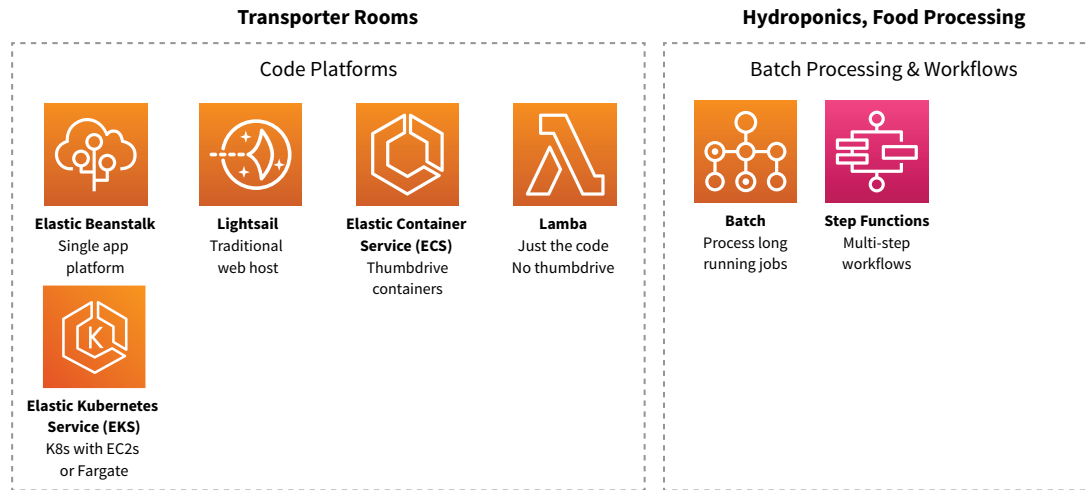 Transporter Rooms
Code Platforms
Elastic Beanstalk
Single app
platform
Lightsail
Traditional
web host
Elastic Container
Service (ECS)
Thumbdrive
containers
Lamba
Just the code
No thumbdrive
K
Elastic Kubernetes
Service (EKS)
K8s with EC2s
or Fargate
Hydroponics, Food Processing
Batch Processing & Workflows
Batch
Process long
running jobs
Step Functions
Multi-step
workflows